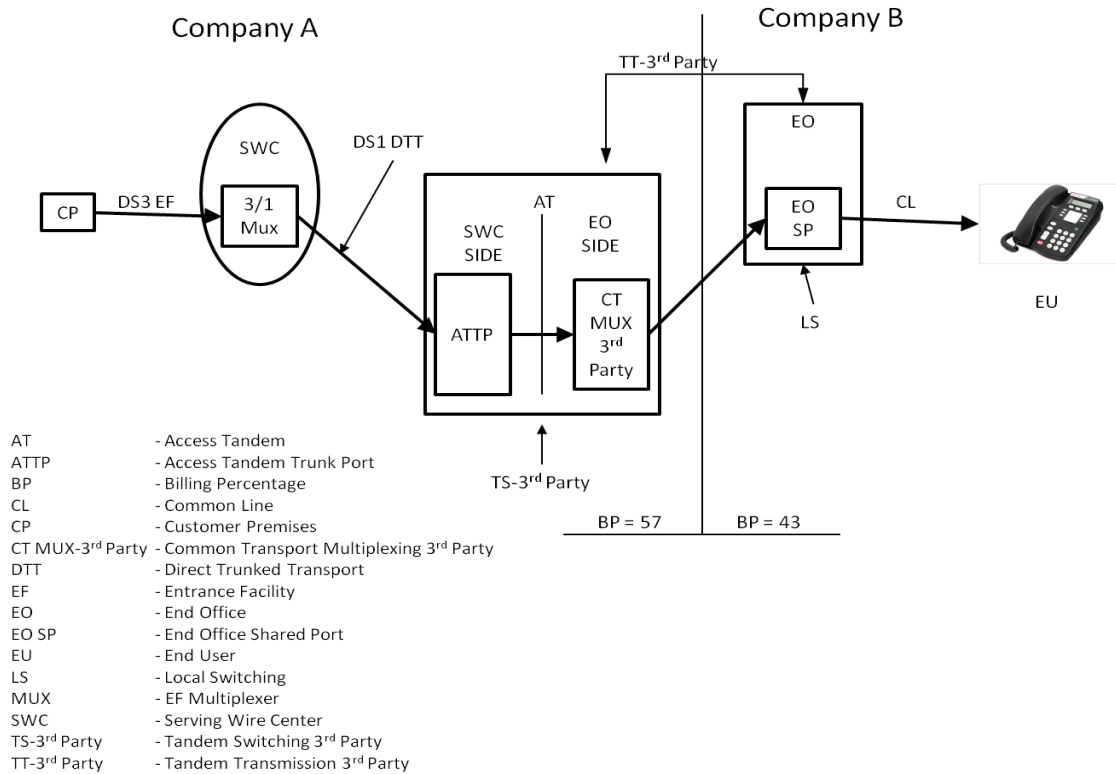 Company A
Company B
TT-3rd Party
SWC
DS1 DTT
EO
CP
DS3 EF
3/1
Mux
AT
SWC
SIDE
EO
SIDE
EO
SP
CL
ATTP
CT
MUX
3rd
Party
LS
EU
TS-3rd Party
BP = 57
BP = 43
AT - Access Tandem
ATTP - Access Tandem Trunk Port
BP - Billing Percentage
CL - Common Line
CP - Customer Premises
CT MUX-3rd Party - Common Transport Multiplexing 3rd Party
DTT - Direct Trunked Transport
EF - Entrance Facility
EO - End Office
EO SP - End Office Shared Port
EU - End User
LS - Local Switching
MUX - EF Multiplexer
SWC - Serving Wire Center
TS-3rd Party - Tandem Switching 3rd Party
TT-3rd Party - Tandem Transmission 3rd Party